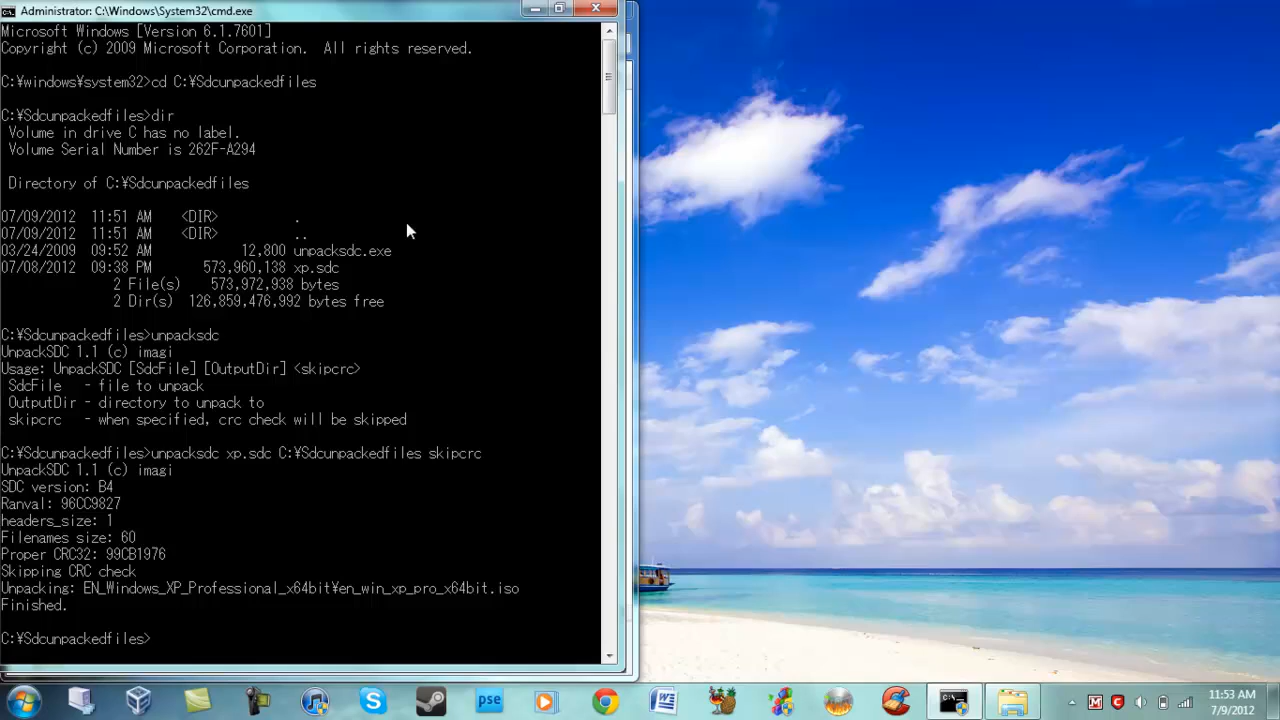 Administrator: C:\Windows\System32\cmd.exe
Microsoft Windows [Version 6.1.7601]
Copyright (c) 2009 Microsoft Corporation.  All rights reserved.
C:¥windows¥system32>cd C:¥Sdcunpackedfiles
C:¥Sdcunpackedfiles>dir
Volume in drive C has no label.
Volume Serial Number is 262F-A294
Directory of C:¥Sdcunpackedfiles
07/09/2012  11:51 AM    <DIR>          .
07/09/2012  11:51 AM    <DIR>          ..
03/24/2009  09:52 AM            12,800 unpacksdc.exe
07/08/2012  09:38 PM       573,960,138 xp.sdc
2 File(s)    573,972,938 bytes
2 Dir(s)  126,859,476,992 bytes free
C:¥Sdcunpackedfiles>unpacksdc
UnpackSDC 1.1 (c) imagi
Usage: UnpackSDC [SdcFile] [OutputDir] <skipcrc>
SdcFile   - file to unpack
OutputDir - directory to unpack to
skipcrc   - when specified, crc check will be skipped
C:¥Sdcunpackedfiles>unpacksdc xp.sdc C:¥Sdcunpackedfiles skipcrc
UnpackSDC 1.1 (c) imagi
SDC version: B4
Ranval: 96CC9827
headers_size: 1
Filenames size: 60
Proper CRC32: 99CB1976
Skipping CRC check
Unpacking: EN_Windows_XP_Professional_x64bit¥en_win_xp_pro_x64bit.iso
Finished.
C:¥Sdcunpackedfiles>
pse
11:53 AM
7/9/2012